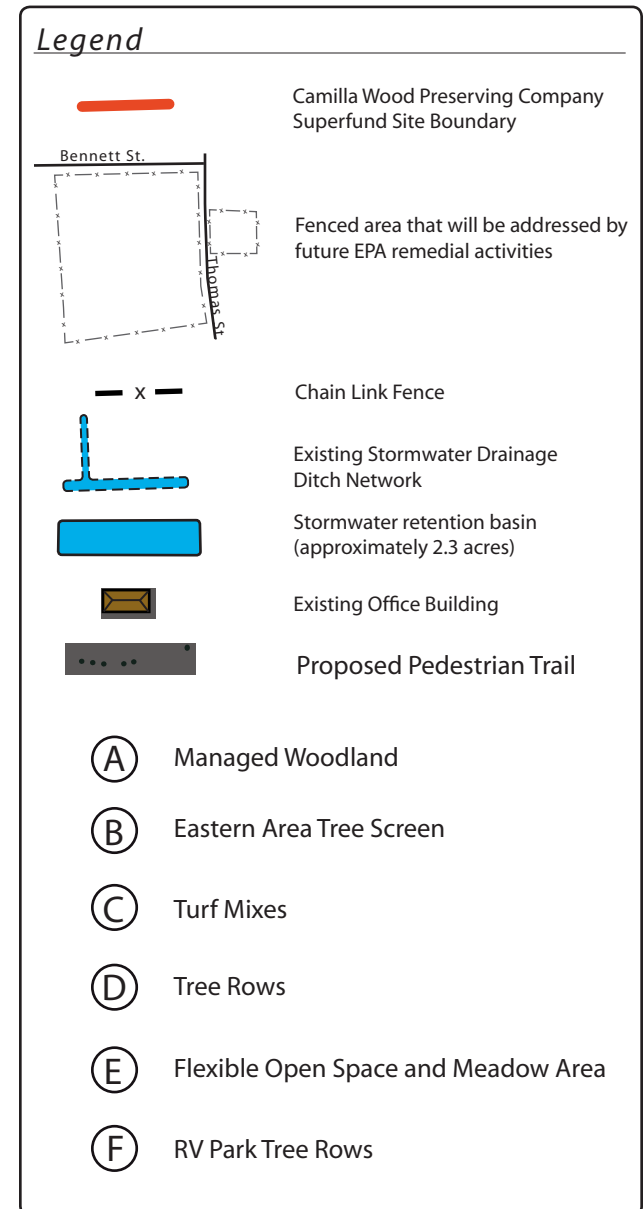 Legend
Camilla Wood Preserving Company
Superfund Site Boundary
Bennett St.
Thomas St
Fenced area that will be addressed by
future EPA remedial activities
x
Chain Link Fence
Existing Stormwater Drainage
Ditch Network
Stormwater retention basin
(approximately 2.3 acres)
Existing Office Building
Proposed Pedestrian Trail
A Managed Woodland
B Eastern Area Tree Screen
C Turf Mixes
D Tree Rows
E Flexible Open Space and Meadow Area
F RV Park Tree Rows